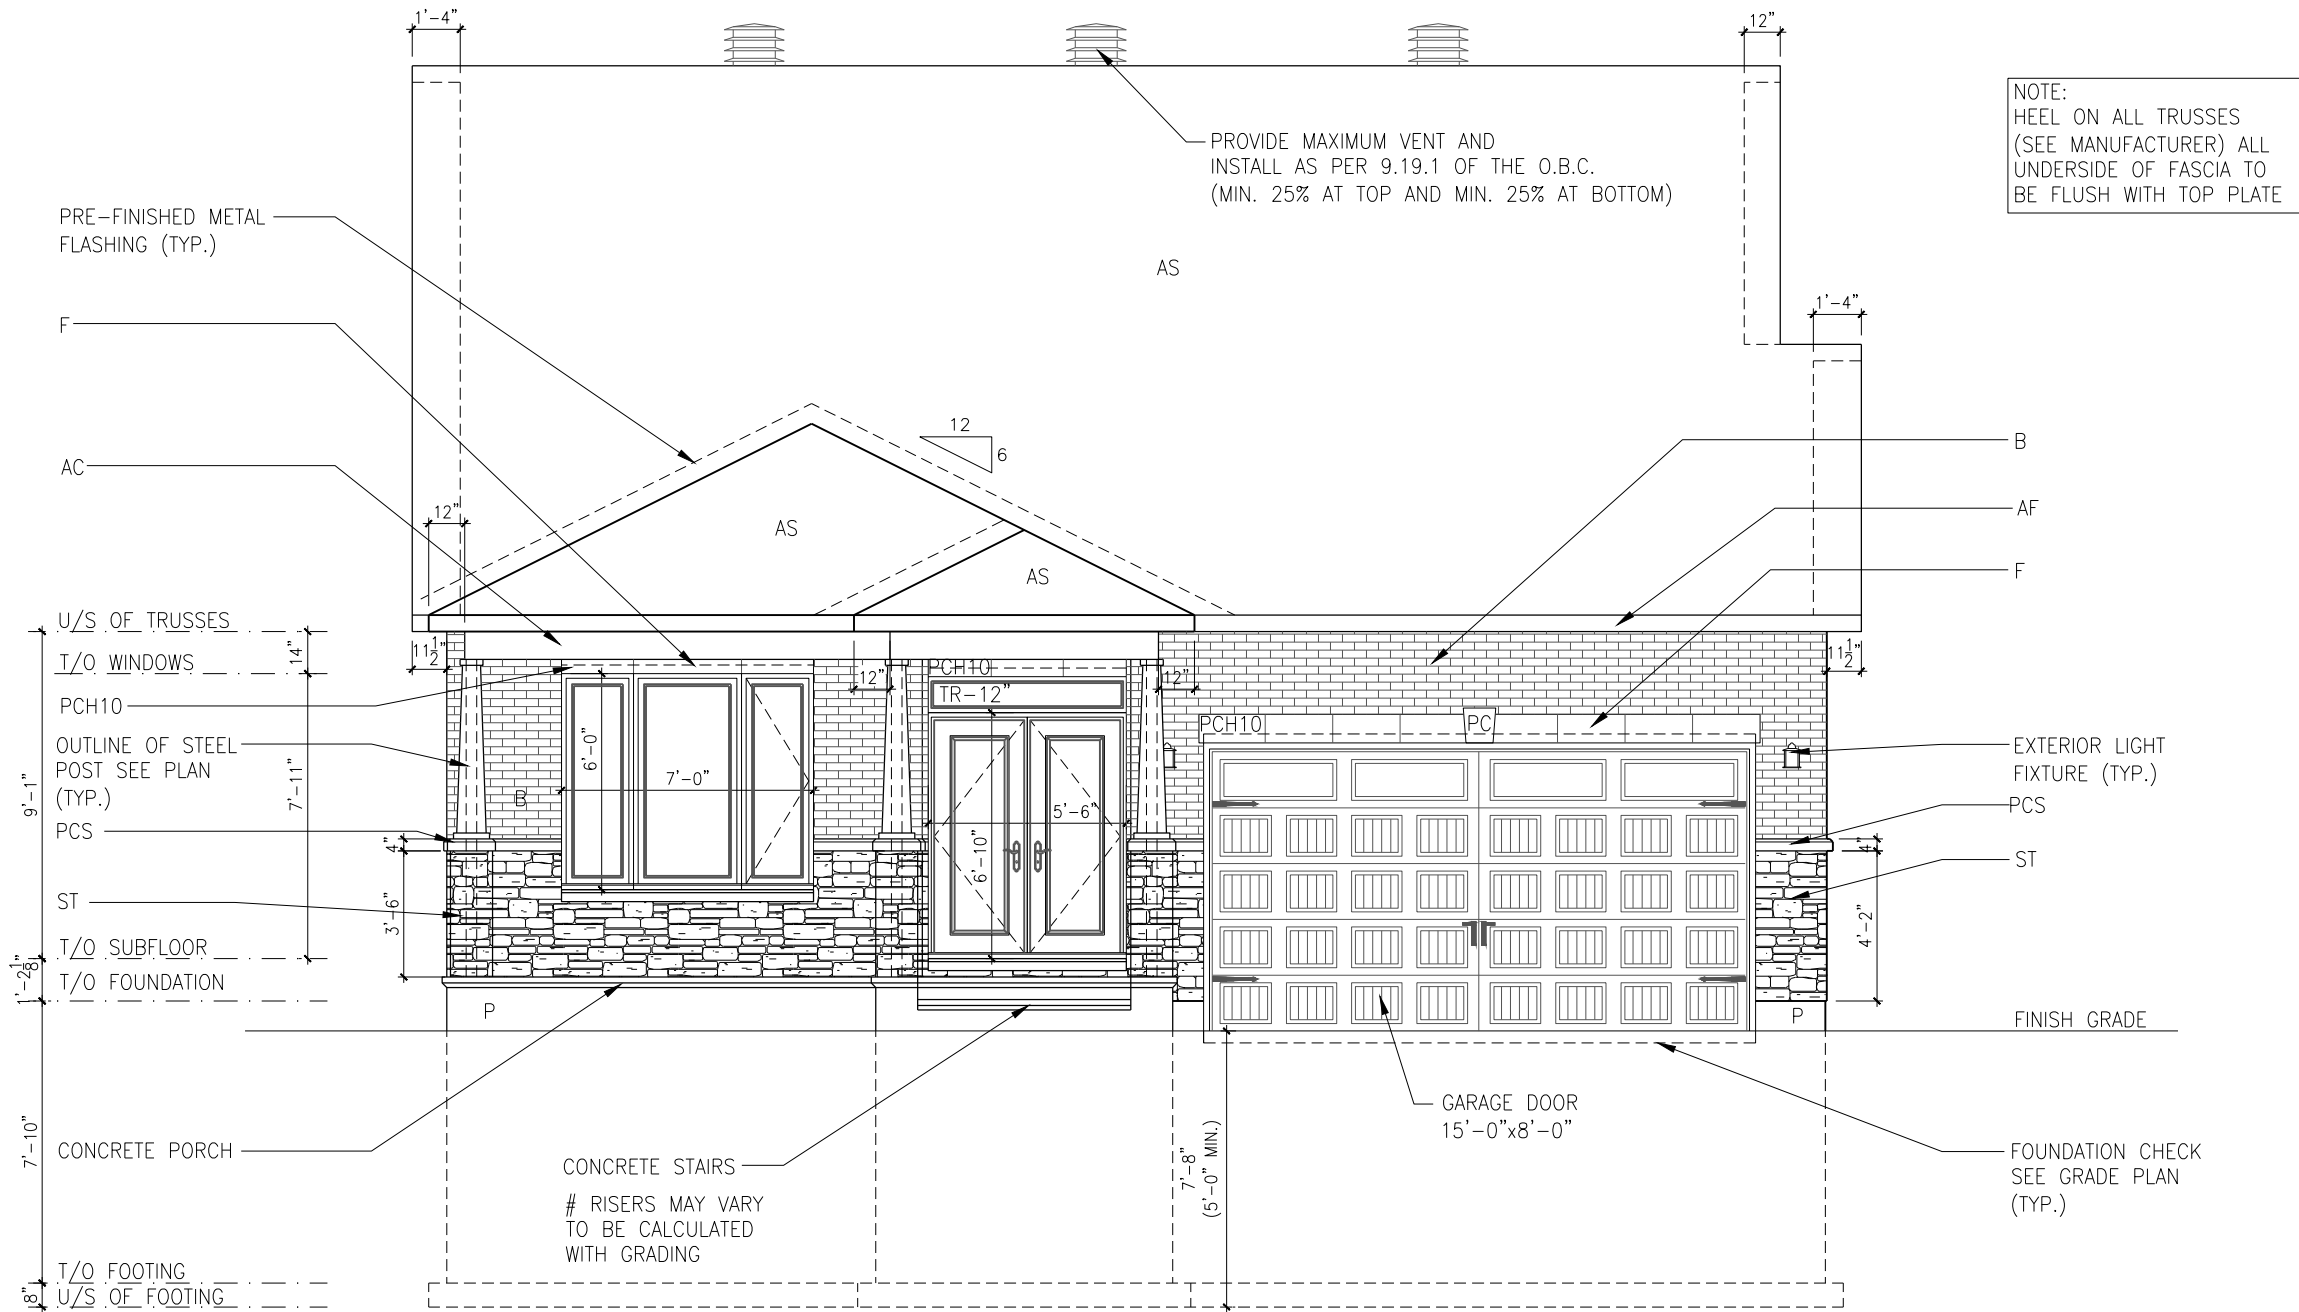 1'-4"
12"
NOTE:
HEEL ON ALL TRUSSES
(SEE MANUFACTURER) ALL
UNDERSIDE OF FASCIA TO
BE FLUSH WITH TOP PLATE
PROVIDE MAXIMUM VENT AND
INSTALL AS PER 9.19.1 OF THE O.B.C.
(MIN. 25% AT TOP AND MIN. 25% AT BOTTOM)
PRE-FINISHED METAL
FLASHING (TYP.)
AS
1'-4"
F
12
6
B
AC
12"
AS
AF
AS
F
U/S OF TRUSSES
14"
11 1/2"
T/O WINDOWS
12"
PCH10
12"
11 1/2"
TR-12"
PCH10
PCH10
PC
OUTLINE OF STEEL
POST SEE PLAN
(TYP.)
6'-0"
7'-0"
EXTERIOR LIGHT
FIXTURE (TYP.)
9'-1"
7'-11"
B
5'-6"
PCS
PCS
4"
4"
6'-10"
ST
ST
3'-6"
4'-2"
T/O SUBFLOOR
1'-2 1/8"
T/O FOUNDATION
P
P
FINISH GRADE
GARAGE DOOR
15'-0"x8'-0"
7'-10"
CONCRETE PORCH
CONCRETE STAIRS
# RISERS MAY VARY
TO BE CALCULATED
WITH GRADING
7'-8"
(5'-0" MIN.)
FOUNDATION CHECK
SEE GRADE PLAN
(TYP.)
T/O FOOTING
8"
U/S OF FOOTING